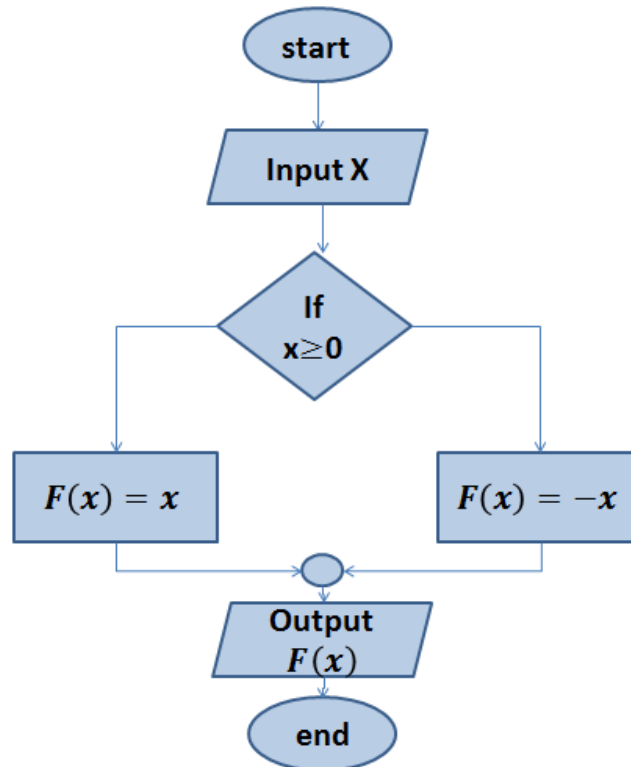 start
Input X
If
x≥0
F(x) = x
F(x) = −x
Output
F(x)
end